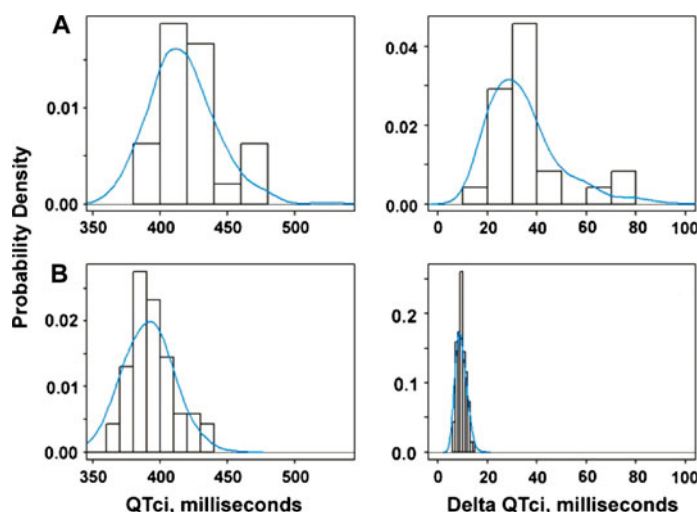 A
0.01
0.00
350 400 450 500
0.04
0.02
0.00
0 20 40 60 80 100
Probability Density
B
0.02
0.01
0.00
350 400 450 500
QTci, milliseconds
0.2
0.1
0.0
0 20 40 60 80 100
Delta QTci, milliseconds